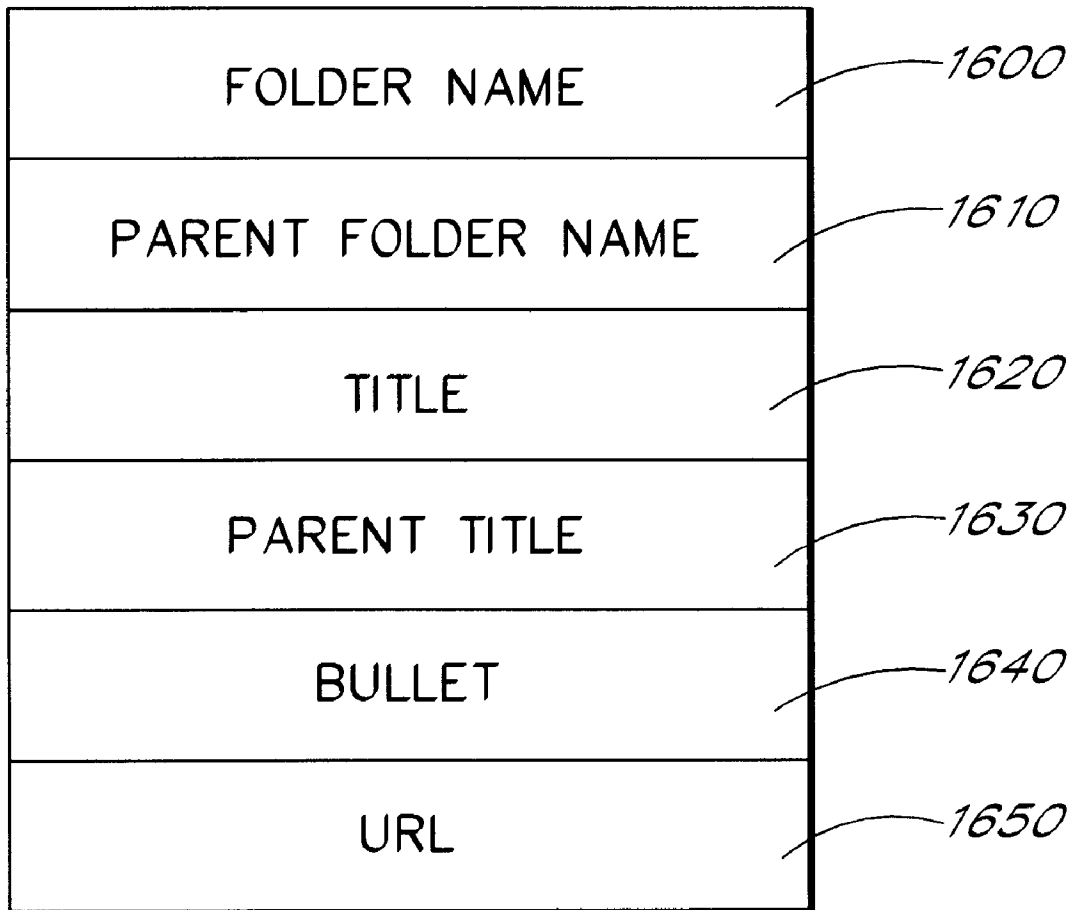 FOLDER NAME 1600
PARENT FOLDER NAME 1610
TITLE 1620
PARENT TITLE 1630
BULLET 1640
URL 1650